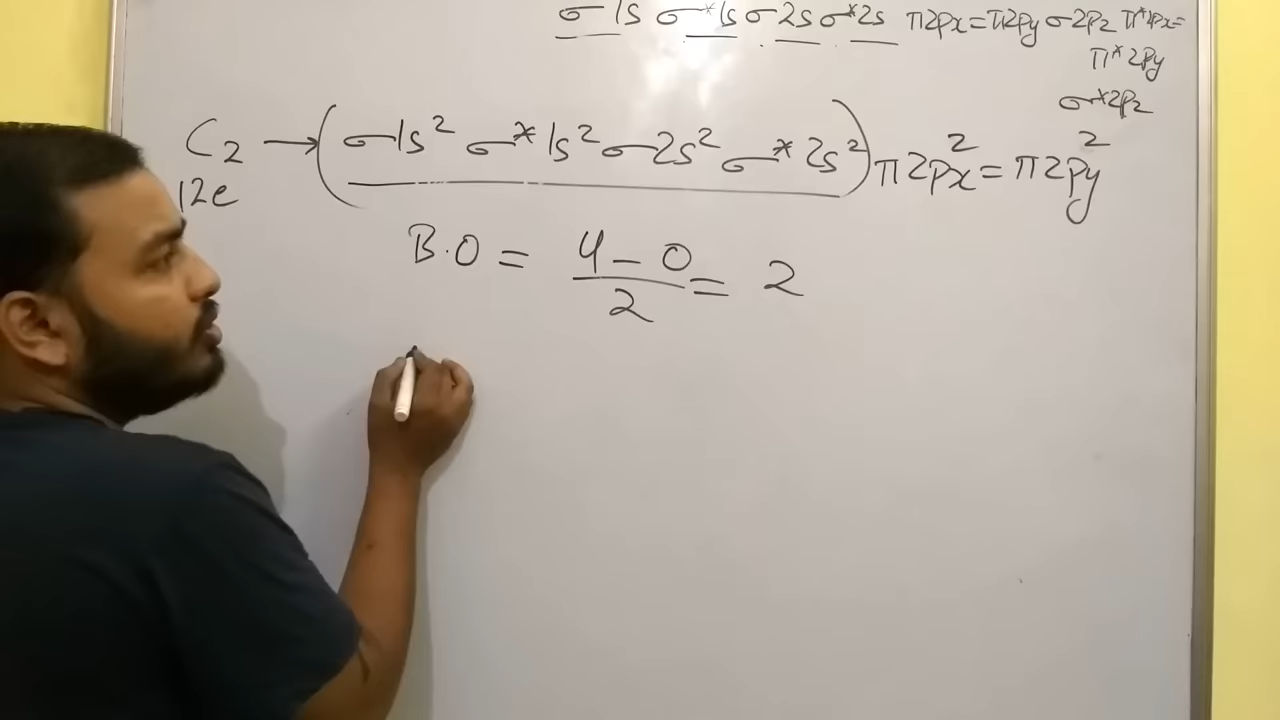 σ1s σ*1s σ2s σ*2s π2px=π2py σ2pz π*2px=
π*2py
σ*2pz
C₂ → (σ1s² σ*1s² σ2s² σ*2s²) π2px² = π2py²
12e
B.O = (4-0)/2 = 2